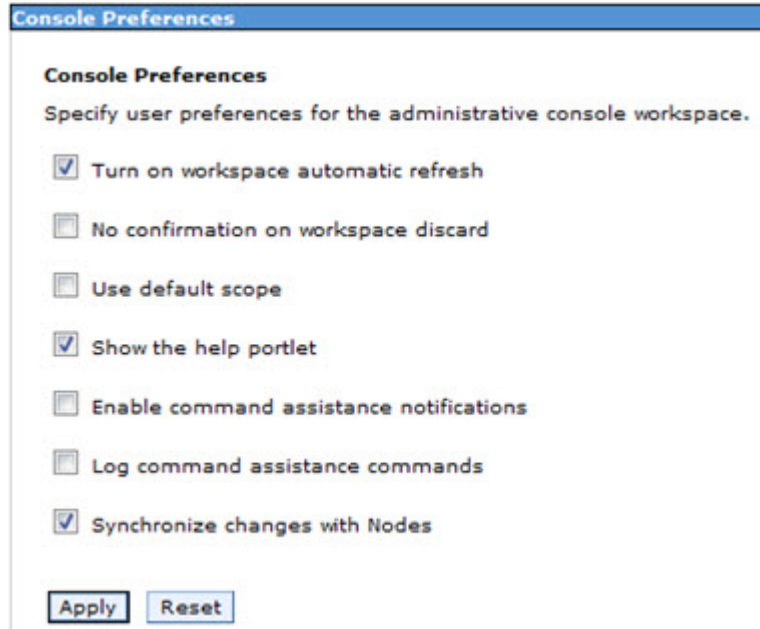 Console Preferences
Console Preferences
Specify user preferences for the administrative console workspace.
Turn on workspace automatic refresh
No confirmation on workspace discard
Use default scope
Show the help portlet
Enable command assistance notifications
Log command assistance commands
Synchronize changes with Nodes
Apply Reset